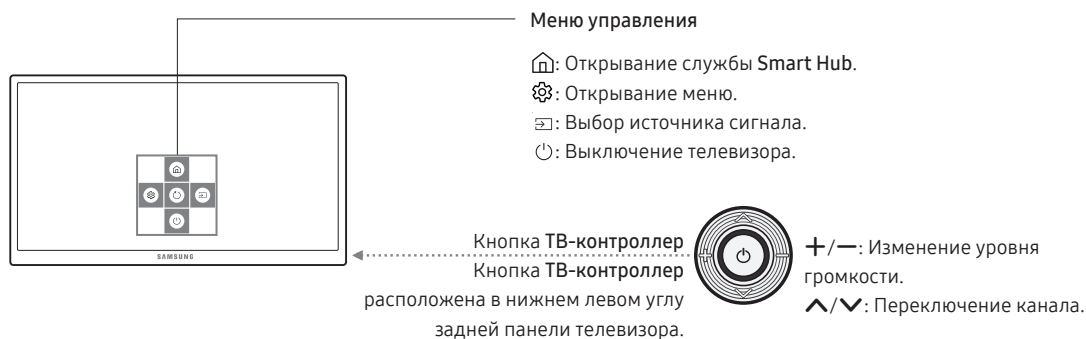 Меню управления
: Открывание службы Smart Hub.
: Открывание меню.
: Выбор источника сигнала.
: Выключение телевизора.
SAMSUNG
Кнопка ТВ-контроллер
Кнопка ТВ-контроллер
расположена в нижнем левом углу
задней панели телевизора.
+/−: Изменение уровня
громкости.
∧/∨: Переключение канала.